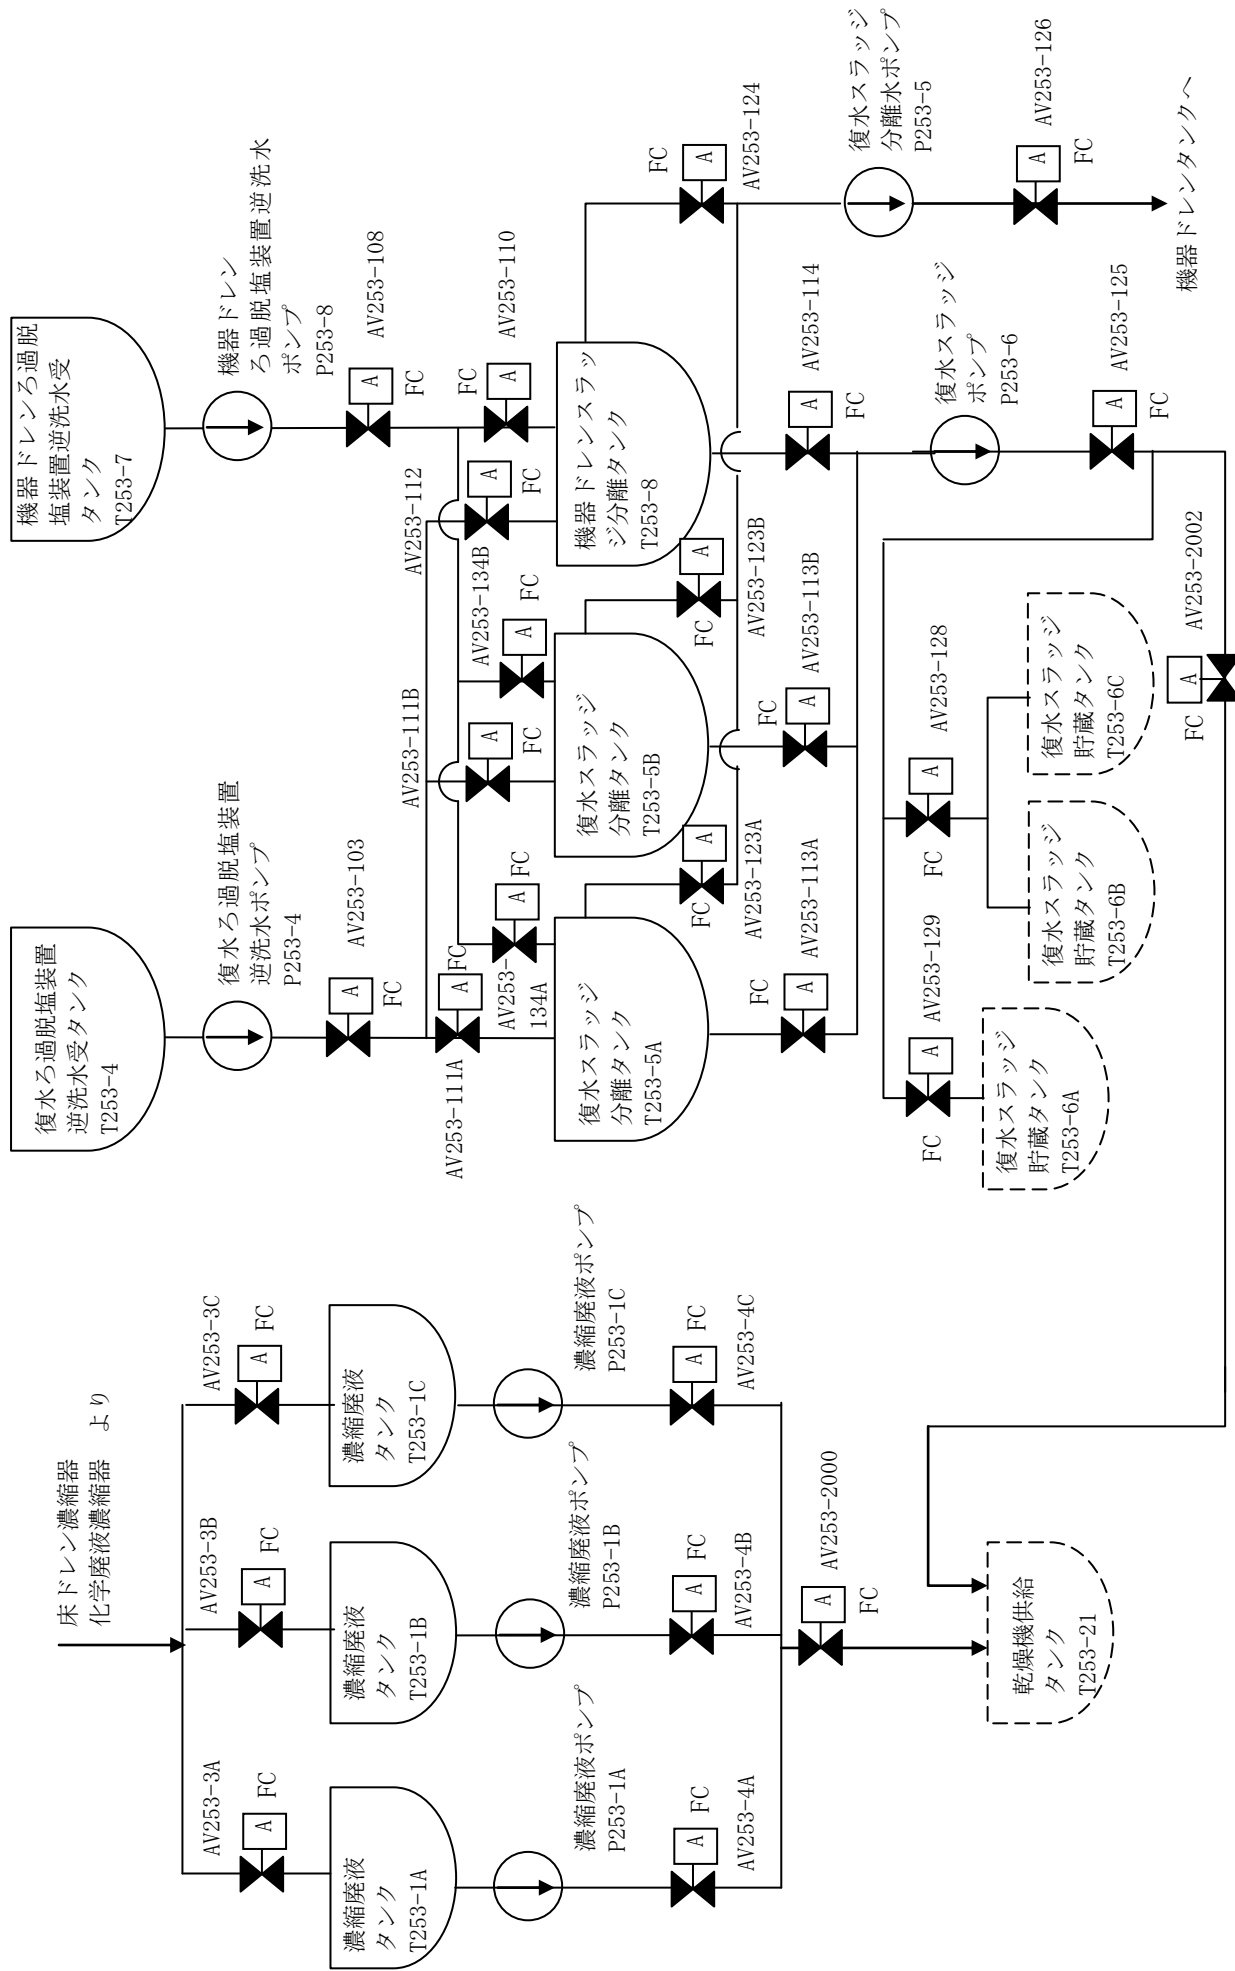 床ドレン濃縮器
化学廃液濃縮器 より
AV253-3A
FC
A
AV253-3B
FC
A
AV253-3C
FC
A
濃縮廃液
タンク
T253-1A
濃縮廃液
タンク
T253-1B
濃縮廃液
タンク
T253-1C
濃縮廃液ポンプ
P253-1A
濃縮廃液ポンプ
P253-1B
濃縮廃液ポンプ
P253-1C
A
FC
AV253-4A
A
FC
AV253-4B
A
FC
AV253-4C
AV253-2000
A
FC
乾燥機供給
タンク
T253-21
復水ろ過脱塩装置
逆洗水受タンク
T253-4
復水ろ過脱塩装置
逆洗水ポンプ
P253-4
AV253-103
A
FC
AV253-111A
A
FC
AV253-
134A
A
FC
AV253-111B
A
FC
AV253-134B
A
FC
AV253-112
A
FC
機器ドレンろ過脱
塩装置逆洗水受
タンク
T253-7
機器ドレン
ろ過脱塩装置逆洗水
ポンプ
P253-8
AV253-108
A
FC
AV253-110
A
FC
復水スラッジ
分離タンク
T253-5A
復水スラッジ
分離タンク
T253-5B
機器ドレンスラッ
ジ分離タンク
T253-8
A
FC
AV253-123A
A
FC
AV253-123B
FC
A
AV253-124
FC
A
AV253-113A
FC
A
AV253-113B
AV253-114
A
FC
復水スラッジ
分離水ポンプ
P253-5
AV253-126
A
FC
機器ドレンタンクへ
復水スラッジ
ポンプ
P253-6
AV253-125
A
FC
AV253-129
A
FC
AV253-128
A
FC
復水スラッジ
貯蔵タンク
T253-6A
復水スラッジ
貯蔵タンク
T253-6B
復水スラッジ
貯蔵タンク
T253-6C
AV253-2002
A
FC